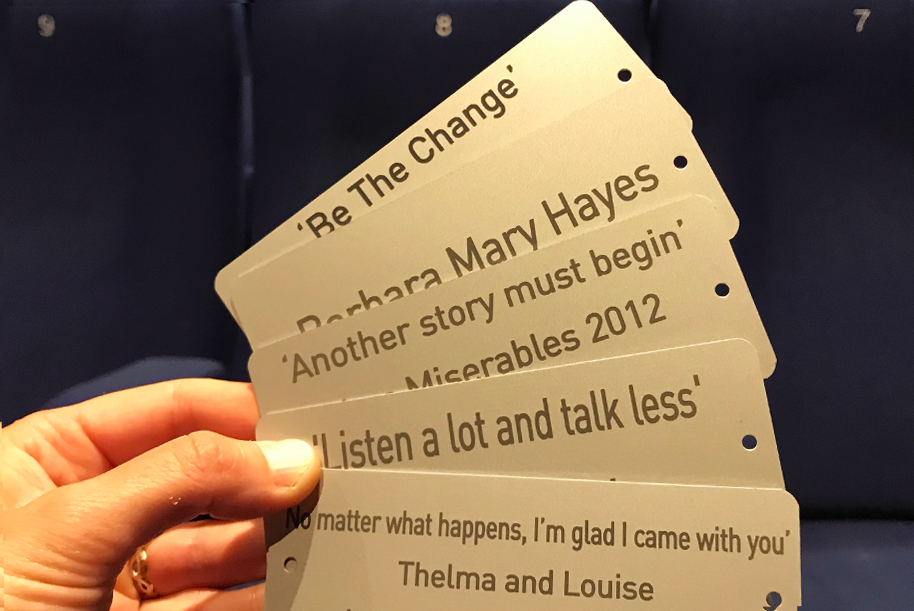 9
8
7
'Be The Change'
Barbara Mary Hayes
'Another story must begin'
Miserables 2012
'Listen a lot and talk less'
No matter what happens, I'm glad I came with you'
Thelma and Louise